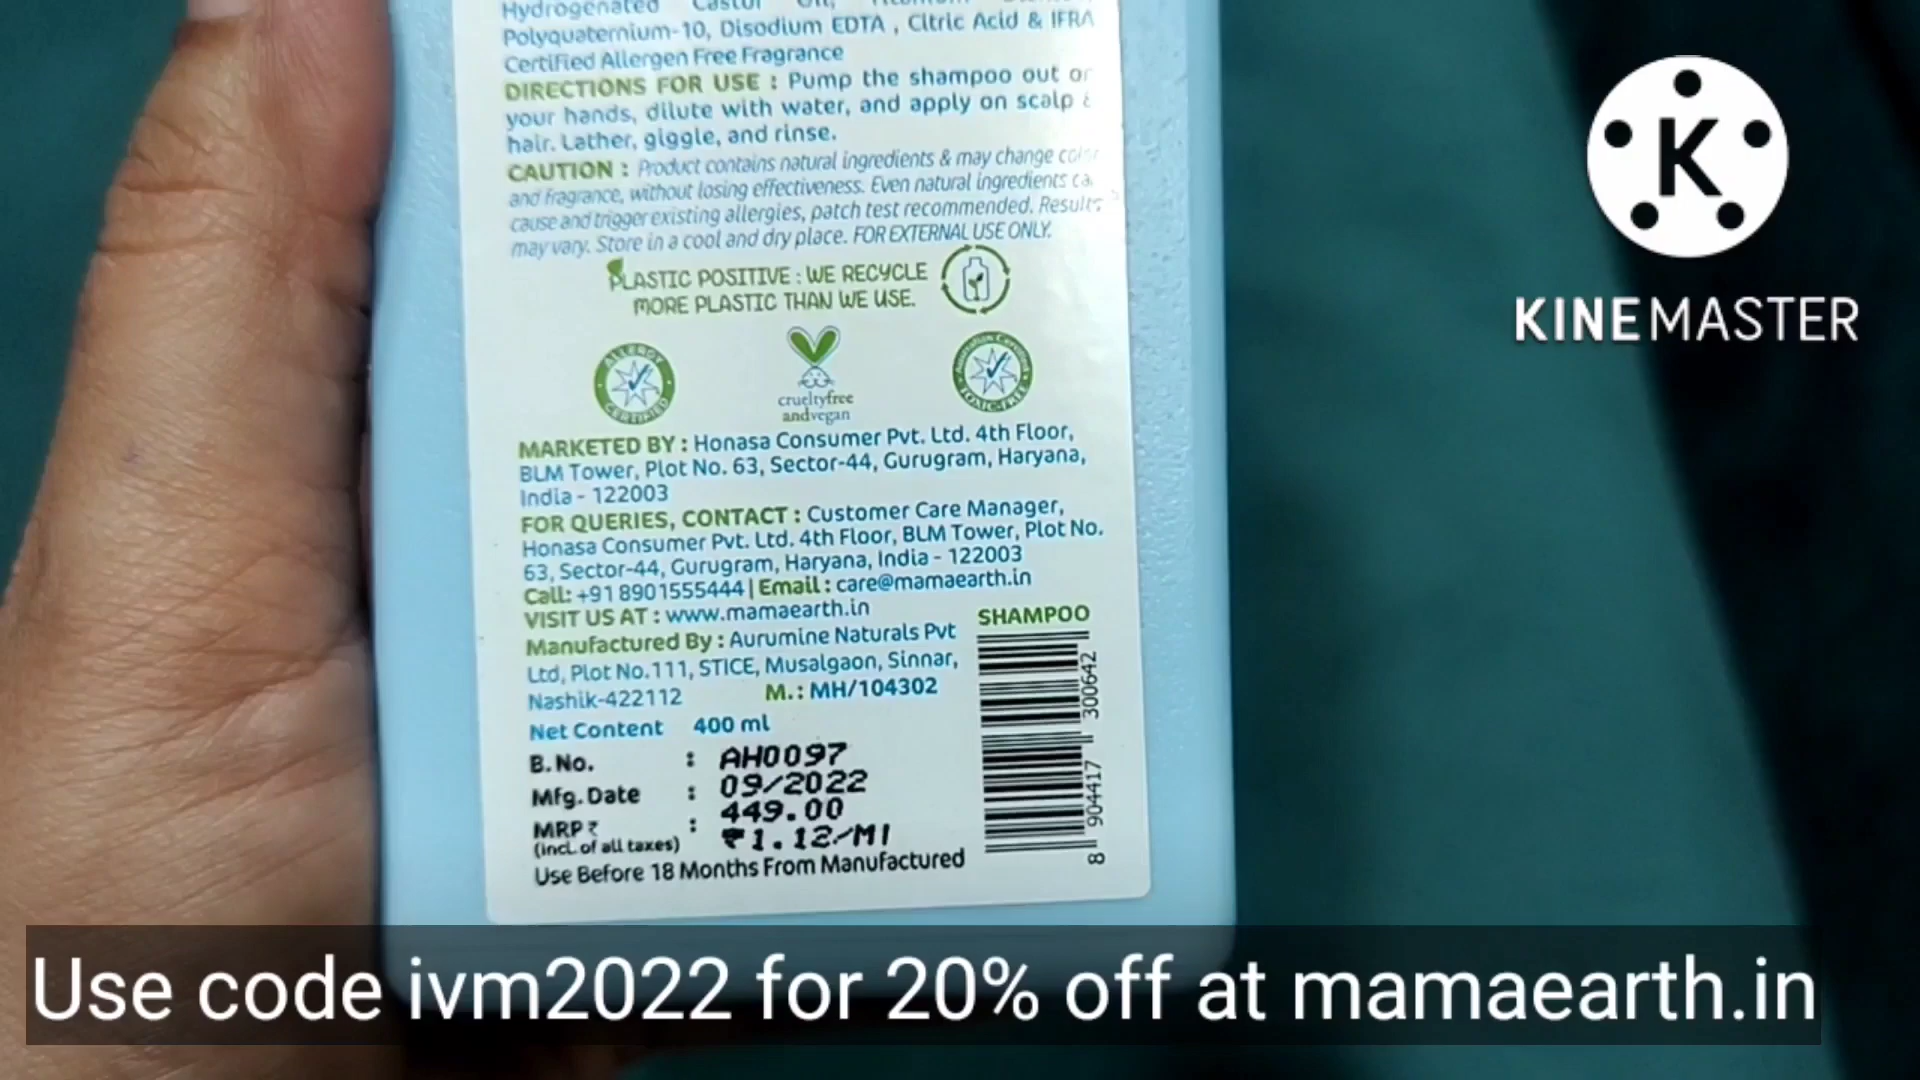 Hydrogenated Castor Oil,
Polyquaternium-10, Disodium EDTA , Citric Acid & IFRA
Certified Allergen Free Fragrance
DIRECTIONS FOR USE : Pump the shampoo out on
your hands, dilute with water, and apply on scalp &
hair. Lather, giggle, and rinse.
CAUTION : Product contains natural ingredients & may change color
and fragrance, without losing effectiveness. Even natural ingredients ca
cause and trigger existing allergies, patch test recommended. Results
may vary. Store in a cool and dry place. FOR EXTERNAL USE ONLY.
PLASTIC POSITIVE : WE RECYCLE
MORE PLASTIC THAN WE USE.
ALLERGY
CERTIFIED
crueltyfree
andvegan
Australian Certified
TOXIC-FREE
MARKETED BY : Honasa Consumer Pvt. Ltd. 4th Floor,
BLM Tower, Plot No. 63, Sector-44, Gurugram, Haryana,
India - 122003
FOR QUERIES, CONTACT : Customer Care Manager,
Honasa Consumer Pvt. Ltd. 4th Floor, BLM Tower, Plot No.
63, Sector-44, Gurugram, Haryana, India - 122003
Call: +91 8901555444 | Email : care@mamaearth.in
VISIT US AT : www.mamaearth.in
Manufactured By : Aurumine Naturals Pvt
Ltd, Plot No.111, STICE, Musalgaon, Sinnar,
Nashik-422112 M.: MH/104302
Net Content 400 ml
B. No. : AH0097
Mfg. Date : 09/2022
MRP ₹ : 449.00
(incl. of all taxes) ₹1.12/Ml
Use Before 18 Months From Manufactured
SHAMPOO
8 904417 300642
K
KINEMASTER
Use code ivm2022 for 20% off at mamaearth.in